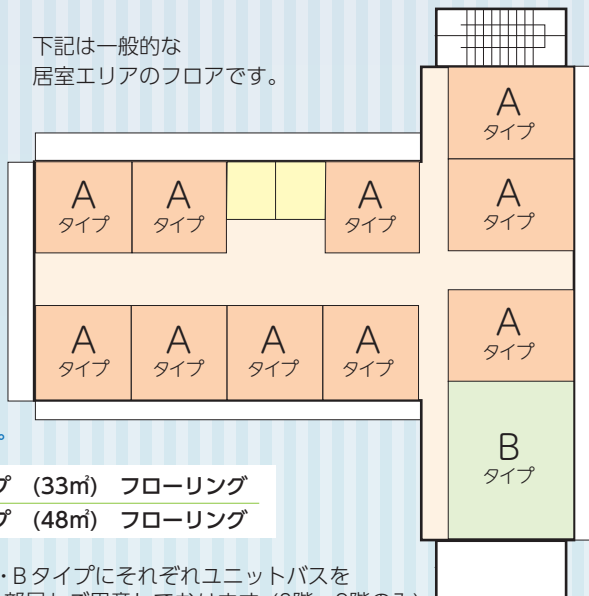 下記は一般的な
居室エリアのフロアです。
A
タイプ
A
タイプ
A
タイプ
A
タイプ
A
タイプ
A
タイプ
A
タイプ
A
タイプ
A
タイプ
A
タイプ
B
タイプ
プ (33㎡) フローリング
プ (48㎡) フローリング
・Bタイプにそれぞれユニットバスを